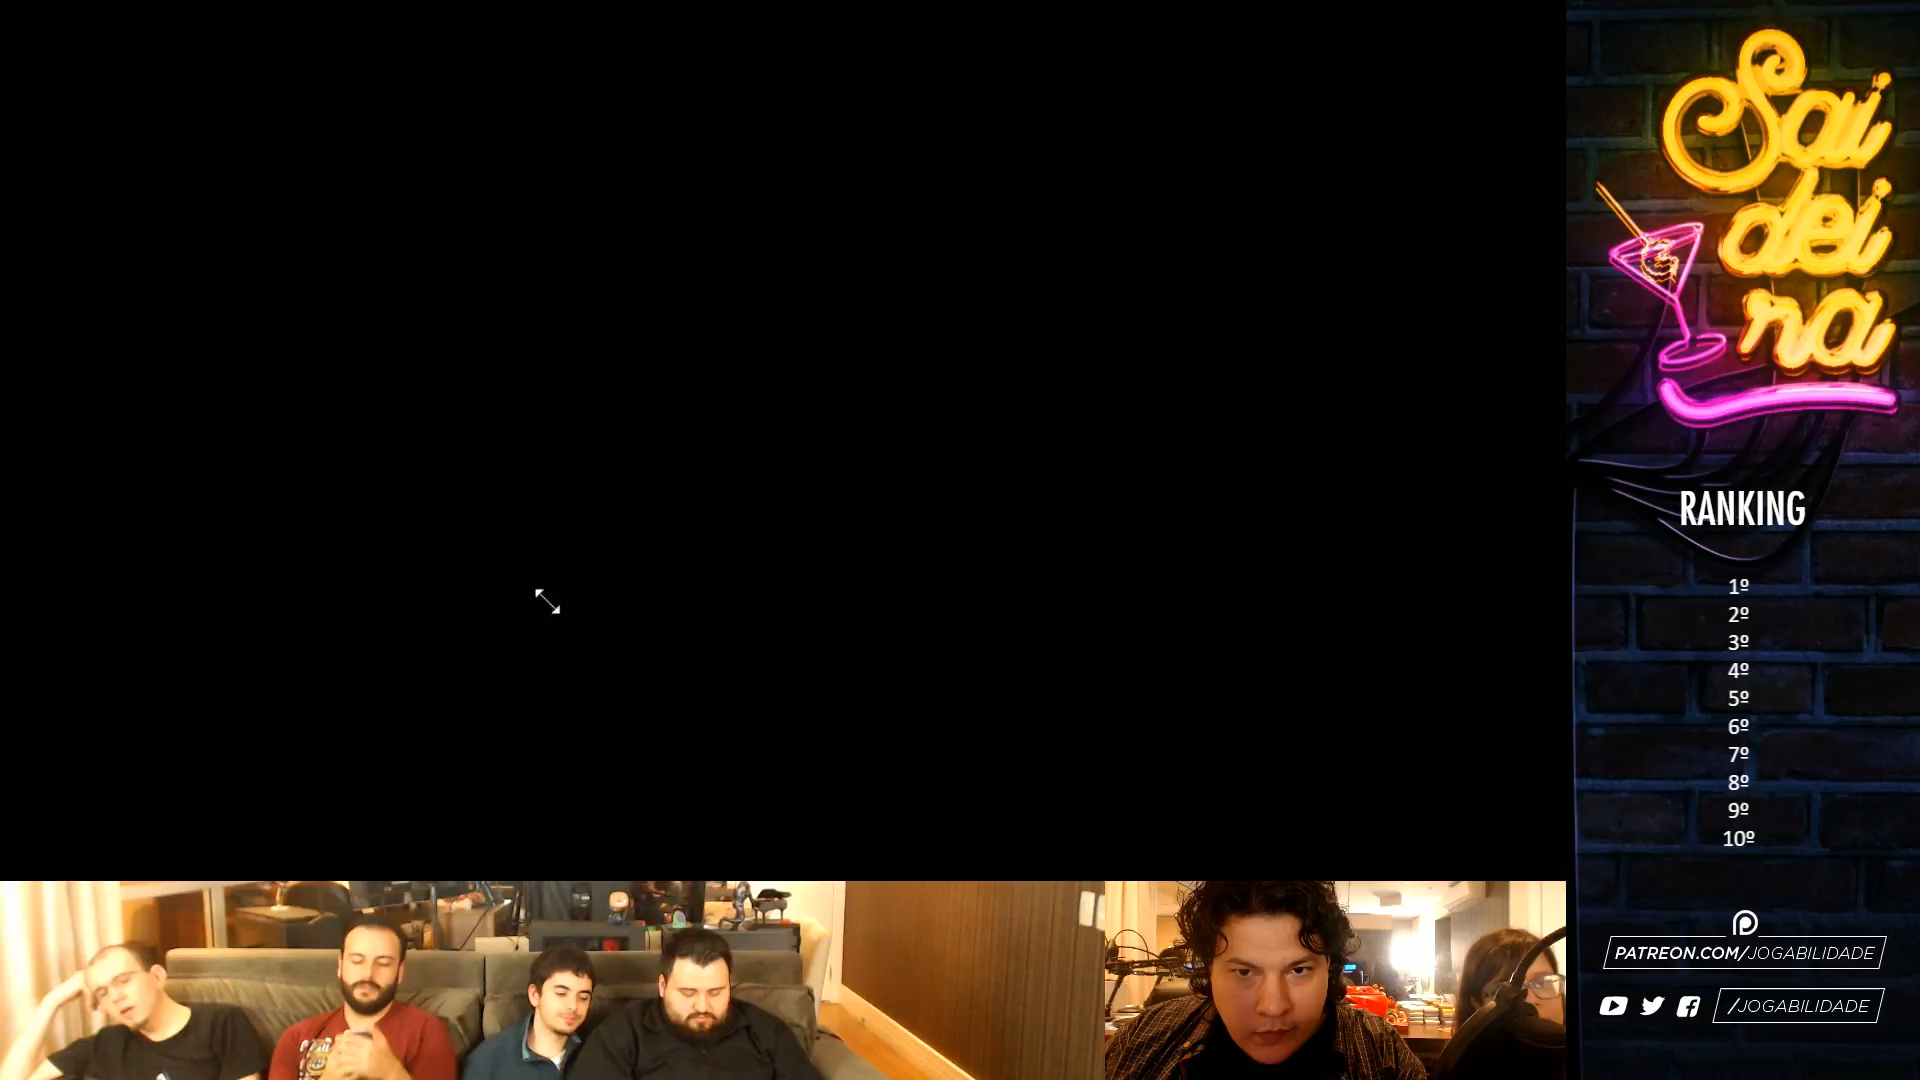 Sai
dei
ra
RANKING
1º
2º
3º
4º
5º
6º
7º
8º
9º
10º
PATREON.COM/JOGABILIDADE
/JOGABILIDADE